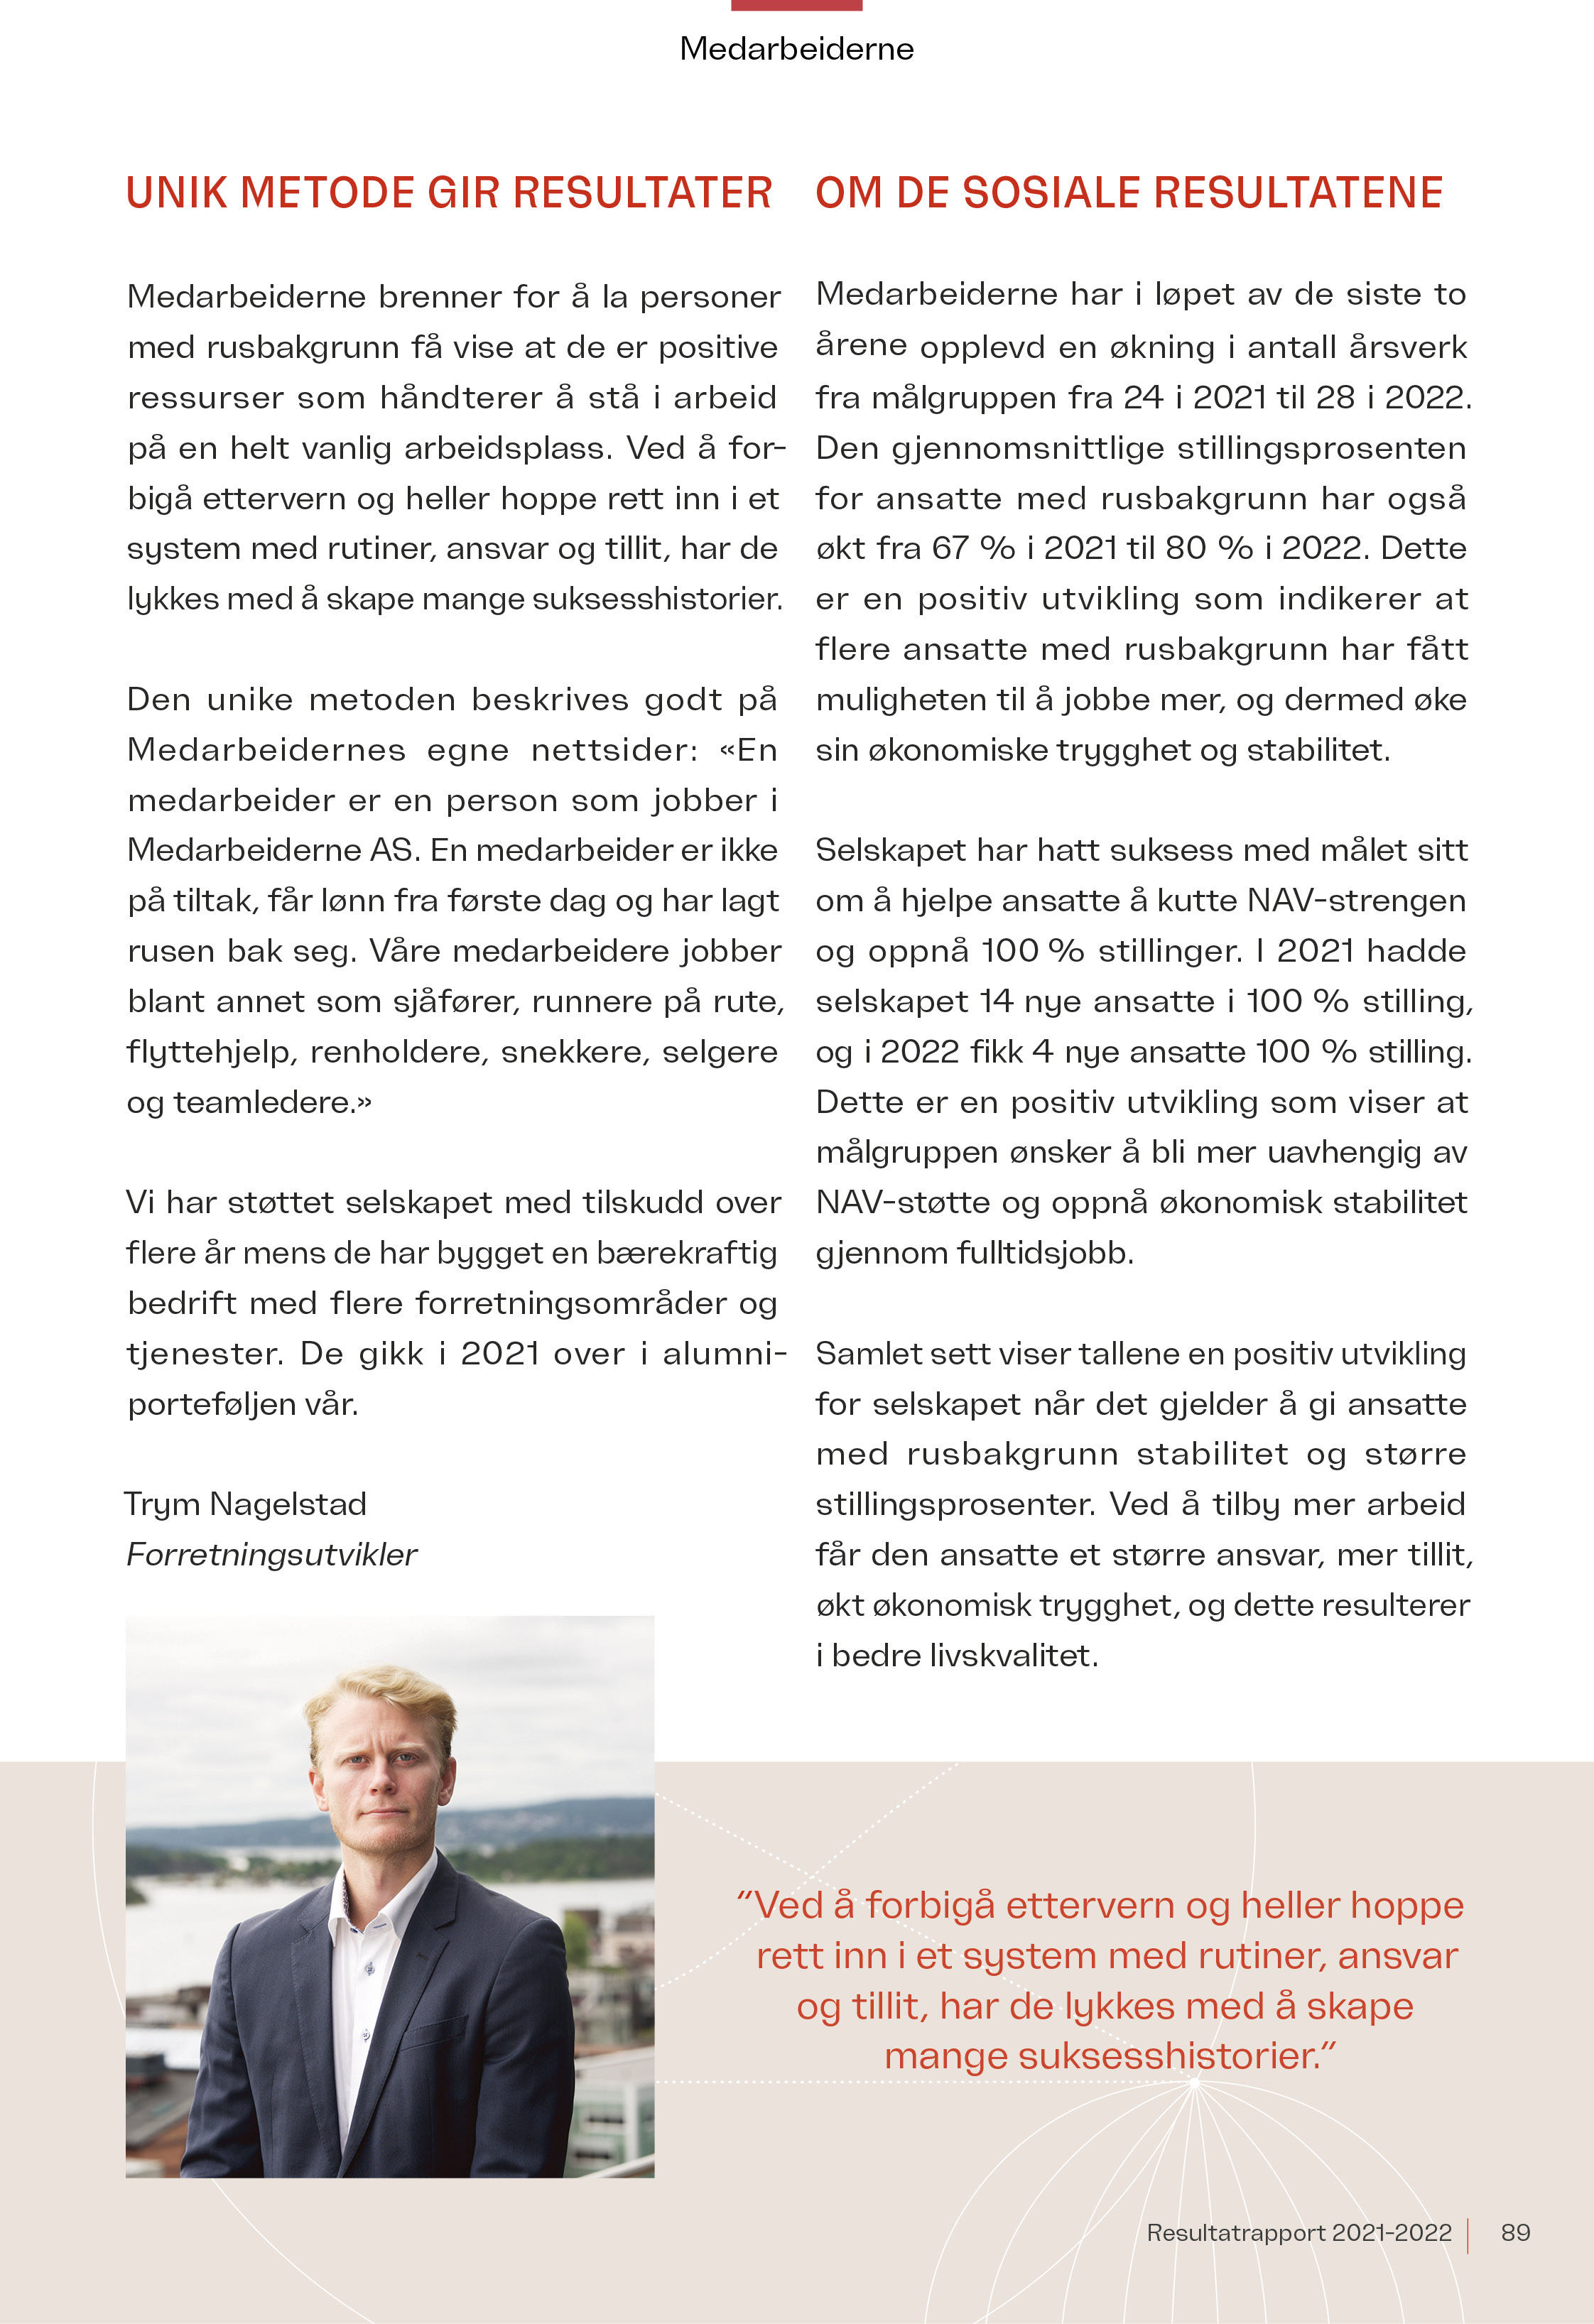 Medarbeiderne
UNIK METODE GIR RESULTATER
Medarbeiderne brenner for å la personer
med rusbakgrunn få vise at de er positive
ressurser som håndterer å stå i arbeid
på en helt vanlig arbeidsplass. Ved å for-
bigå ettervern og heller hoppe rett inn i et
system med rutiner, ansvar og tillit, har de
lykkes med å skape mange suksesshistorier.
Den unike metoden beskrives godt på
Medarbeidernes egne nettsider: «En
medarbeider er en person som jobber i
Medarbeiderne AS. En medarbeider er ikke
på tiltak, får lønn fra første dag og har lagt
rusen bak seg. Våre medarbeidere jobber
blant annet som sjåfører, runnere på rute,
flyttehjelp, renholdere, snekkere, selgere
og teamledere.»
Vi har støttet selskapet med tilskudd over
flere år mens de har bygget en bærekraftig
bedrift med flere forretningsområder og
tjenester. De gikk i 2021 over i alumni-
porteføljen vår.
Trym Nagelstad
Forretningsutvikler
OM DE SOSIALE RESULTATENE
Medarbeiderne har i løpet av de siste to
årene opplevd en økning i antall årsverk
fra målgruppen fra 24 i 2021 til 28 i 2022.
Den gjennomsnittlige stillingsprosenten
for ansatte med rusbakgrunn har også
økt fra 67 % i 2021 til 80 % i 2022. Dette
er en positiv utvikling som indikerer at
flere ansatte med rusbakgrunn har fått
muligheten til å jobbe mer, og dermed øke
sin økonomiske trygghet og stabilitet.
Selskapet har hatt suksess med målet sitt
om å hjelpe ansatte å kutte NAV-strengen
og oppnå 100 % stillinger. I 2021 hadde
selskapet 14 nye ansatte i 100 % stilling,
og i 2022 fikk 4 nye ansatte 100 % stilling.
Dette er en positiv utvikling som viser at
målgruppen ønsker å bli mer uavhengig av
NAV-støtte og oppnå økonomisk stabilitet
gjennom fulltidsjobb.
Samlet sett viser tallene en positiv utvikling
for selskapet når det gjelder å gi ansatte
med rusbakgrunn stabilitet og større
stillingsprosenter. Ved å tilby mer arbeid
får den ansatte et større ansvar, mer tillit,
økt økonomisk trygghet, og dette resulterer
i bedre livskvalitet.
“Ved å forbigå ettervern og heller hoppe
rett inn i et system med rutiner, ansvar
og tillit, har de lykkes med å skape
mange suksesshistorier.”
Resultatrapport 2021-2022 89